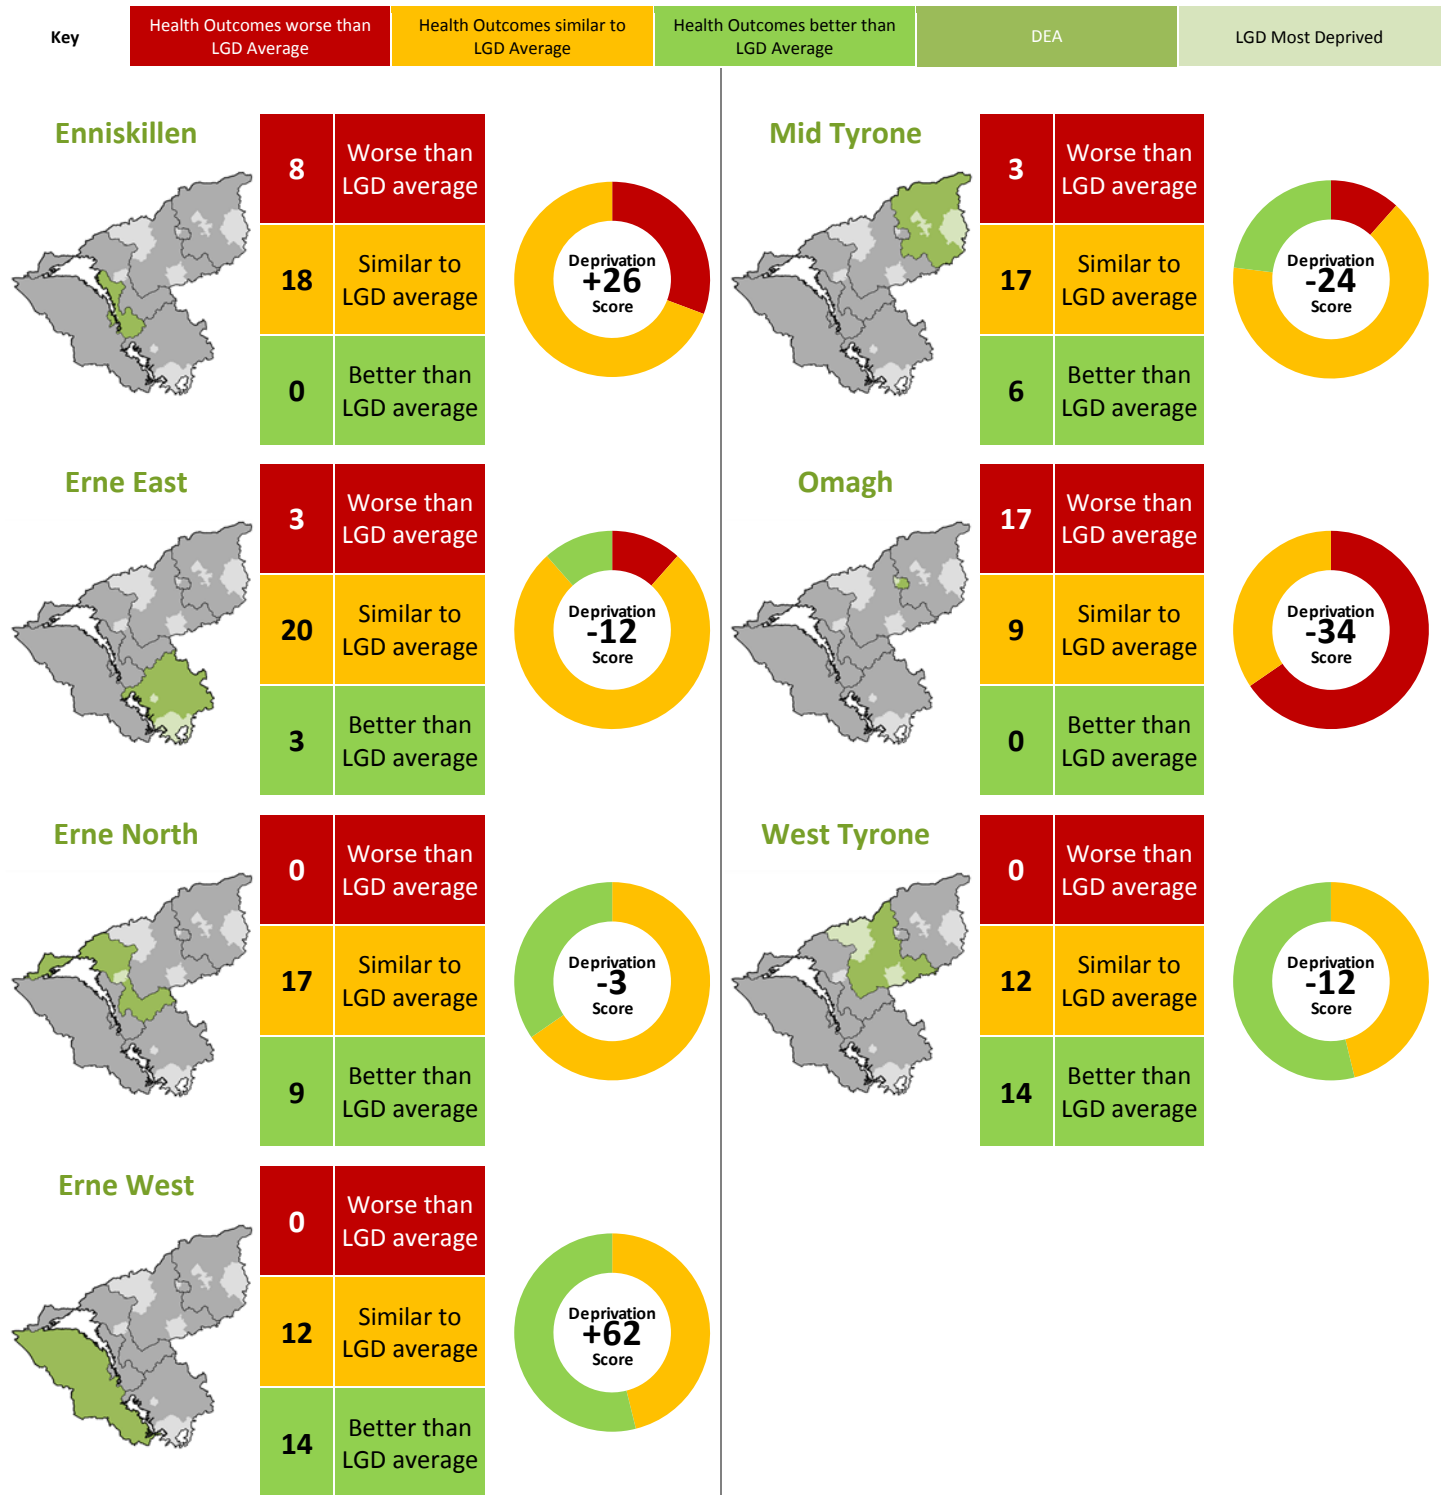 Key
Health Outcomes worse than
LGD Average
Health Outcomes similar to
LGD Average
Health Outcomes better than
LGD Average
DEA
LGD Most Deprived
Enniskillen
8
Worse than
LGD average
18
Similar to
LGD average
0
Better than
LGD average
Deprivation
+26
Score
Erne East
3
Worse than
LGD average
20
Similar to
LGD average
3
Better than
LGD average
Deprivation
-12
Score
Erne North
0
Worse than
LGD average
17
Similar to
LGD average
9
Better than
LGD average
Deprivation
-3
Score
Erne West
0
Worse than
LGD average
12
Similar to
LGD average
14
Better than
LGD average
Deprivation
+62
Score
Mid Tyrone
3
Worse than
LGD average
17
Similar to
LGD average
6
Better than
LGD average
Deprivation
-24
Score
Omagh
17
Worse than
LGD average
9
Similar to
LGD average
0
Better than
LGD average
Deprivation
-34
Score
West Tyrone
0
Worse than
LGD average
12
Similar to
LGD average
14
Better than
LGD average
Deprivation
-12
Score